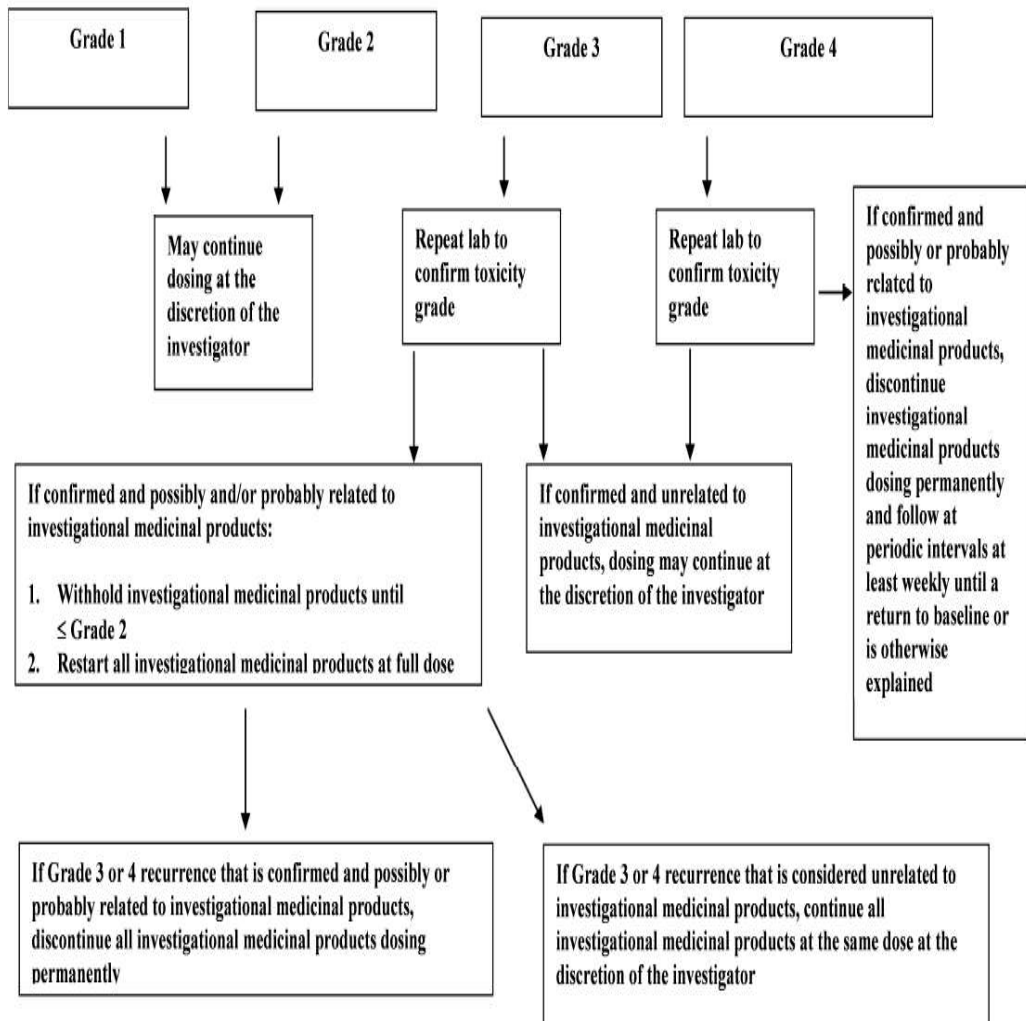 Grade 1
Grade 2
Grade 3
Grade 4
May continue
dosing at the
discretion of the
investigator
Repeat lab to
confirm toxicity
grade
Repeat lab to
confirm toxicity
grade
If confirmed and
possibly or probably
related to
investigational
medicinal products,
discontinue
investigational
medicinal products
dosing permanently
and follow at
periodic intervals at
least weekly until a
return to baseline or
is otherwise
explained
If confirmed and possibly and/or probably related to
investigational medicinal products:
1. Withhold investigational medicinal products until
≤ Grade 2
2. Restart all investigational medicinal products at full dose
If confirmed and unrelated to
investigational medicinal
products, dosing may continue at
the discretion of the investigator
If Grade 3 or 4 recurrence that is confirmed and possibly or
probably related to investigational medicinal products,
discontinue all investigational medicinal products dosing
permanently
If Grade 3 or 4 recurrence that is considered unrelated to
investigational medicinal products, continue all
investigational medicinal products at the same dose at the
discretion of the investigator